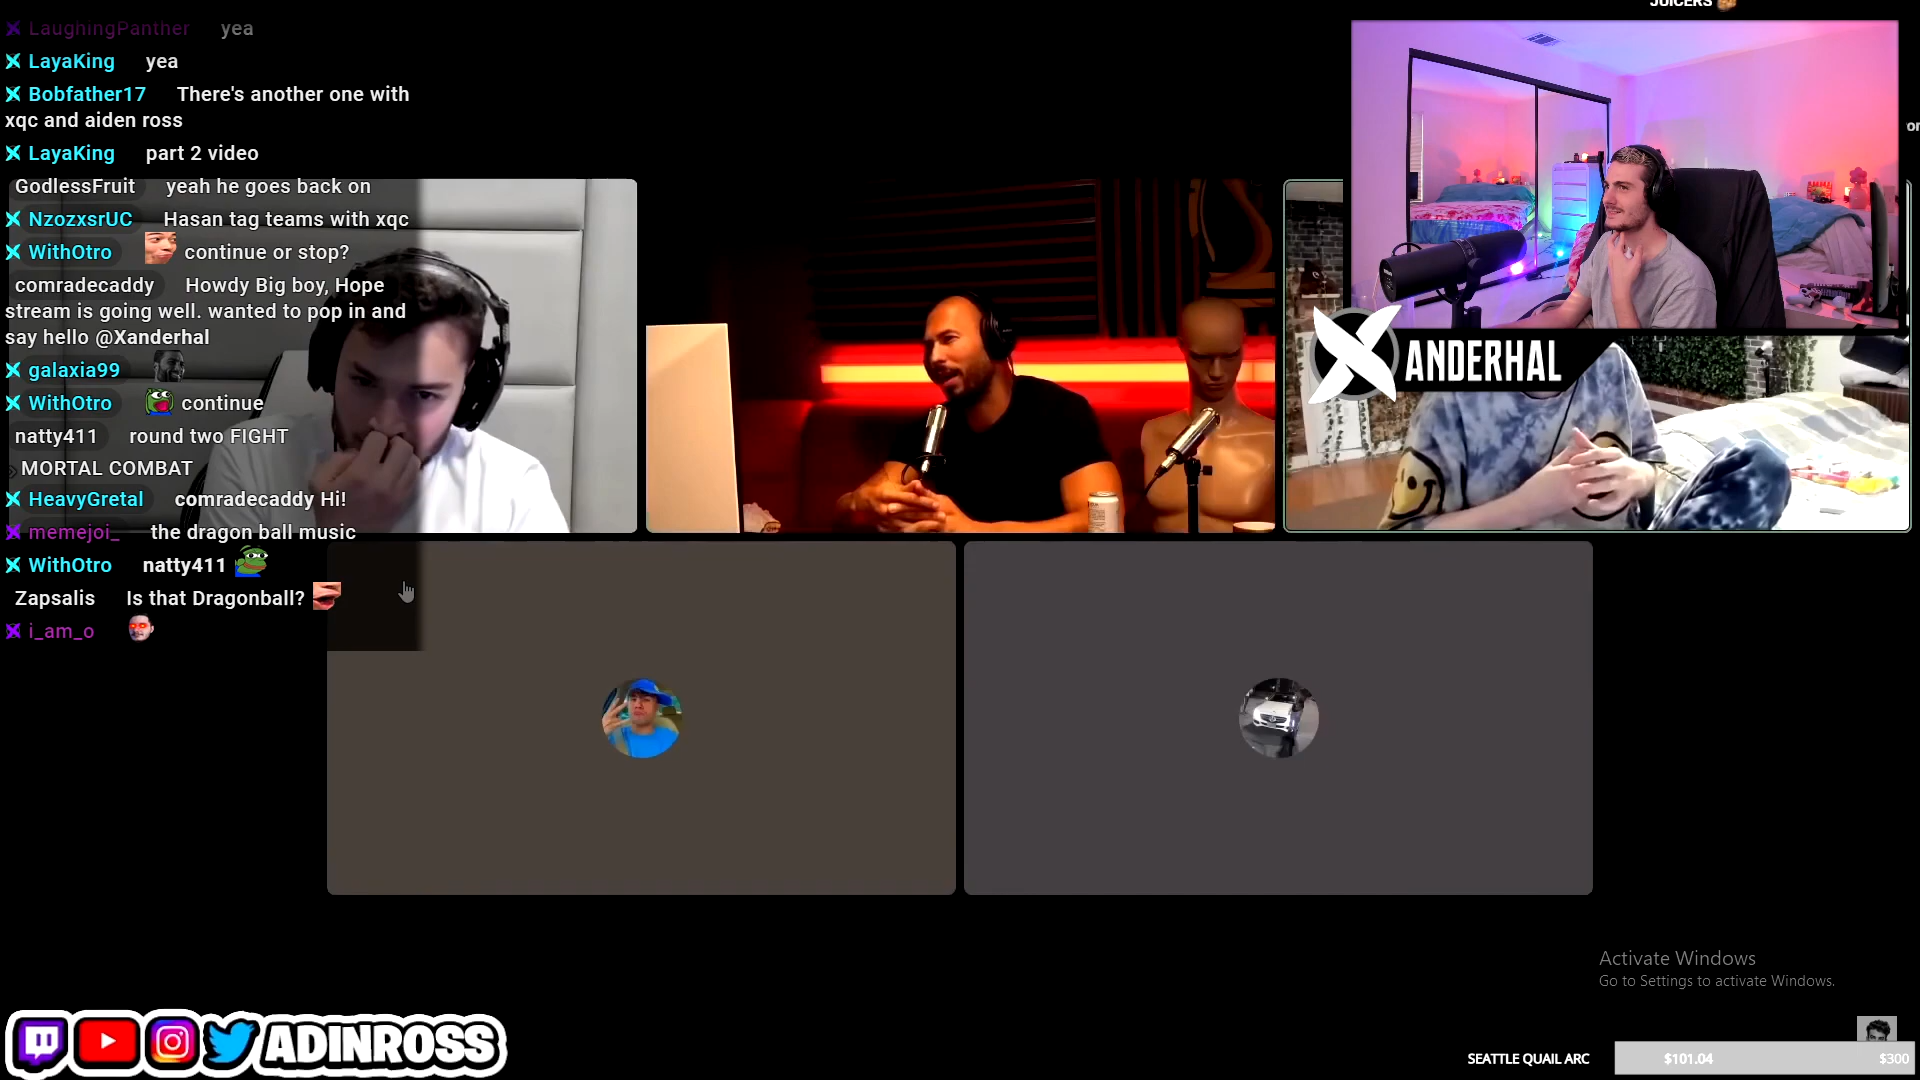 JUICERS
LaughingPanther yea
LayaKing yea
Bobfather17 There's another one with
xqc and aiden ross
LayaKing part 2 video
GodlessFruit yeah he goes back on
NzozxsrUC Hasan tag teams with xqc
WithOtro continue or stop?
comradecaddy Howdy Big boy, Hope
stream is going well. wanted to pop in and
say hello @Xanderhal
galaxia99
WithOtro continue
natty411 round two FIGHT
MORTAL COMBAT
HeavyGretal comradecaddy Hi!
memejoi_ the dragon ball music
WithOtro natty411
Zapsalis Is that Dragonball?
i_am_o
XANDERHAL
Activate Windows
Go to Settings to activate Windows.
ADINROSS
SEATTLE QUAIL ARC $101.04 $300